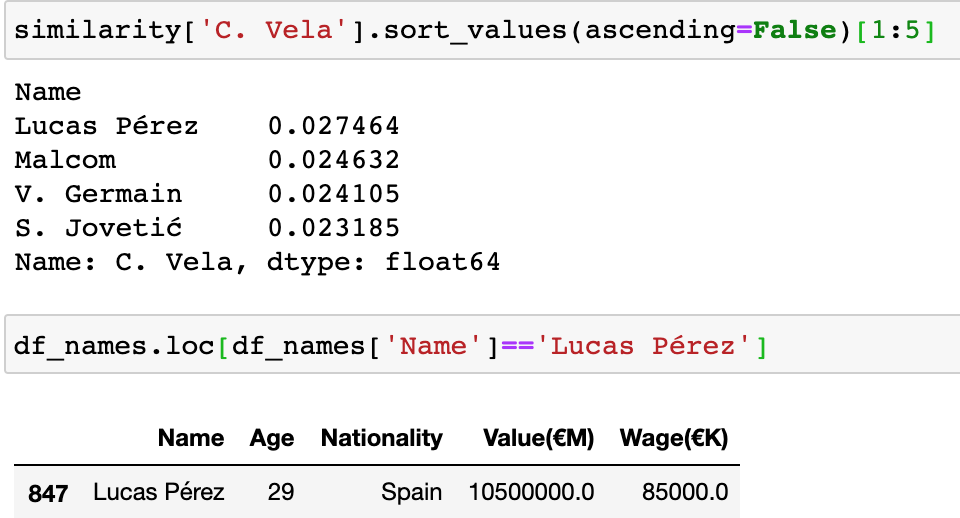 similarity['C. Vela'].sort_values(ascending=False)[1:5]
Name
Lucas Pérez    0.027464
Malcom         0.024632
V. Germain     0.024105
S. Jovetić     0.023185
Name: C. Vela, dtype: float64
df_names.loc[df_names['Name']=='Lucas Pérez']
Name Age Nationality Value(€M) Wage(€K)
847 Lucas Pérez 29 Spain 10500000.0 85000.0